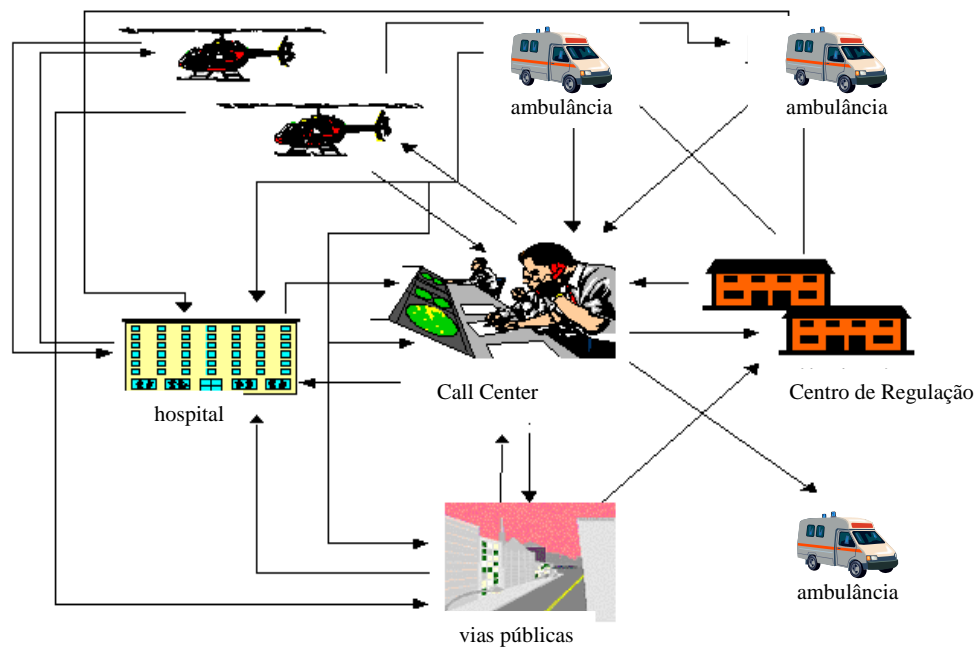 ambulância
ambulância
Call Center
Centro de Regulação
hospital
ambulância
vias públicas